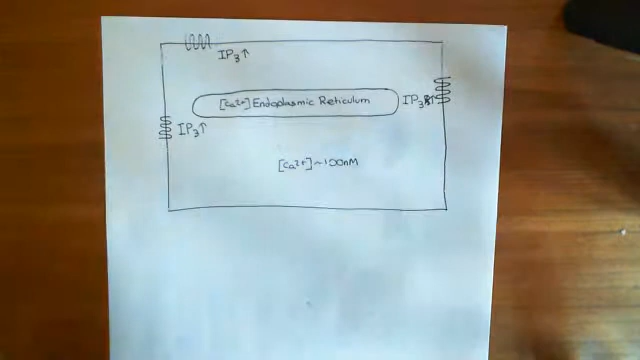 IP3↑
[Ca2+] Endoplasmic Reticulum
IP3↑
IP3↑
[Ca2+]~100nM